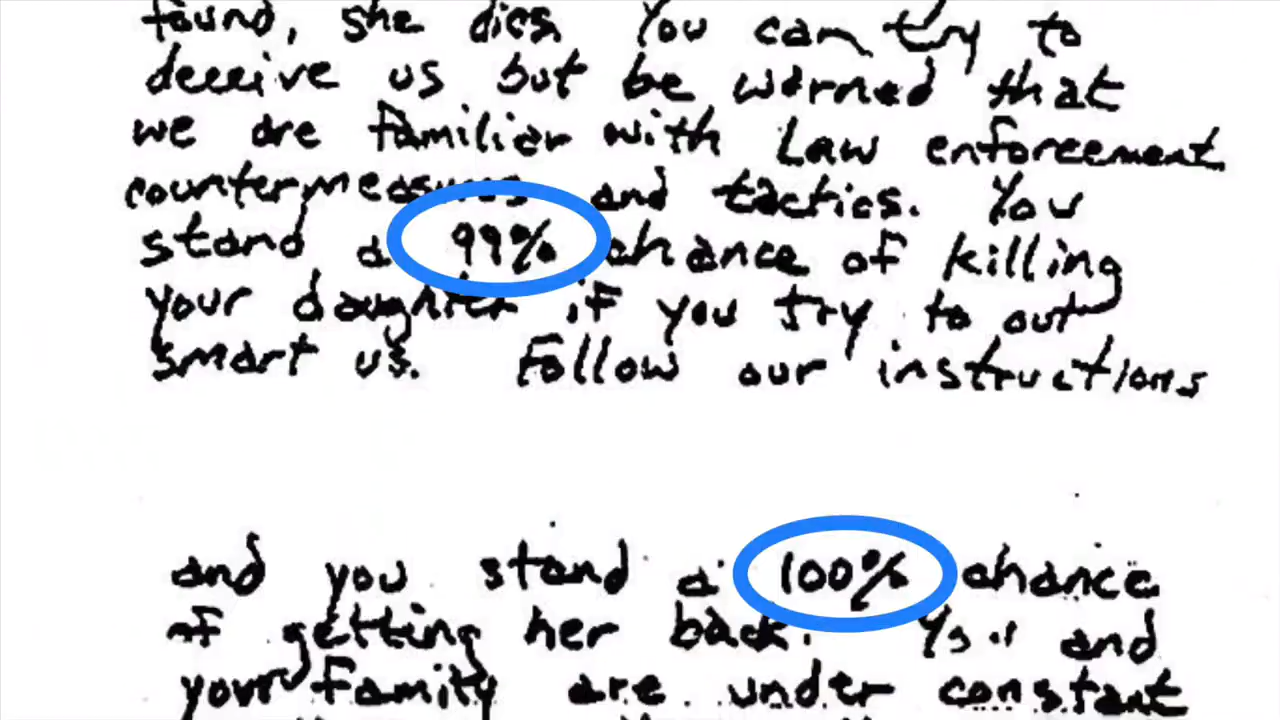 found, she dies. You can try to
deceive us but be warned that
we are familiar with Law enforcement
countermeasures and tactics. You
stand a 99% chance of killing
your daughter if you try to out
smart us. Follow our instructions
and you stand a 100% chance
of getting her back. You and
your family are under constant